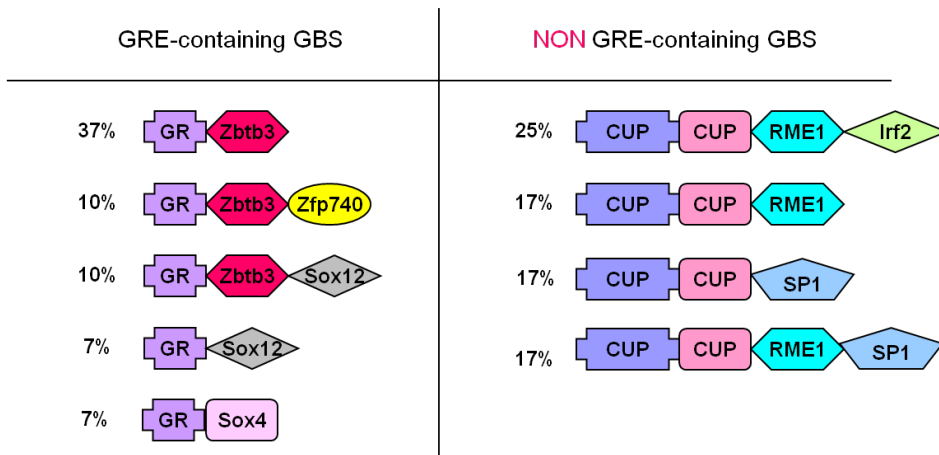 GRE-containing GBS
NON GRE-containing GBS
37% GR Zbtb3
10% GR Zbtb3 Zfp740
10% GR Zbtb3 Sox12
7% GR Sox12
7% GR Sox4
25% CUP CUP RME1 Irf2
17% CUP CUP RME1
17% CUP CUP SP1
17% CUP CUP RME1 SP1